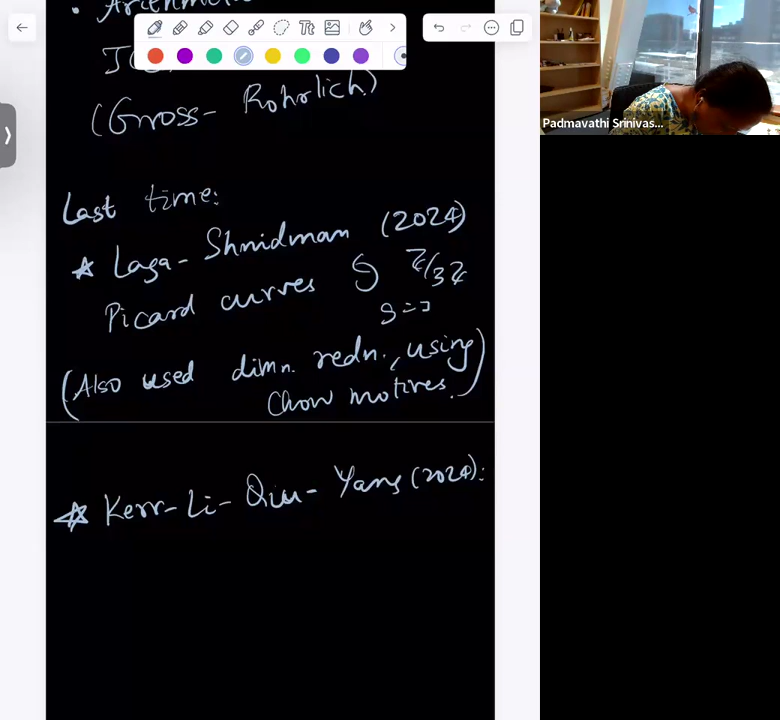 • Arithme
J
(Gross- Rohrlich)
Last time:
☆ Laga- Shnidman (2024)
Picard curves ↺ ℤ/3ℤ
g=3
(Also used dimn. redn., using
Chow motives.)
☆ Kerr-Li-Qiu-Yang (2024):
Padmavathi Srinivas...